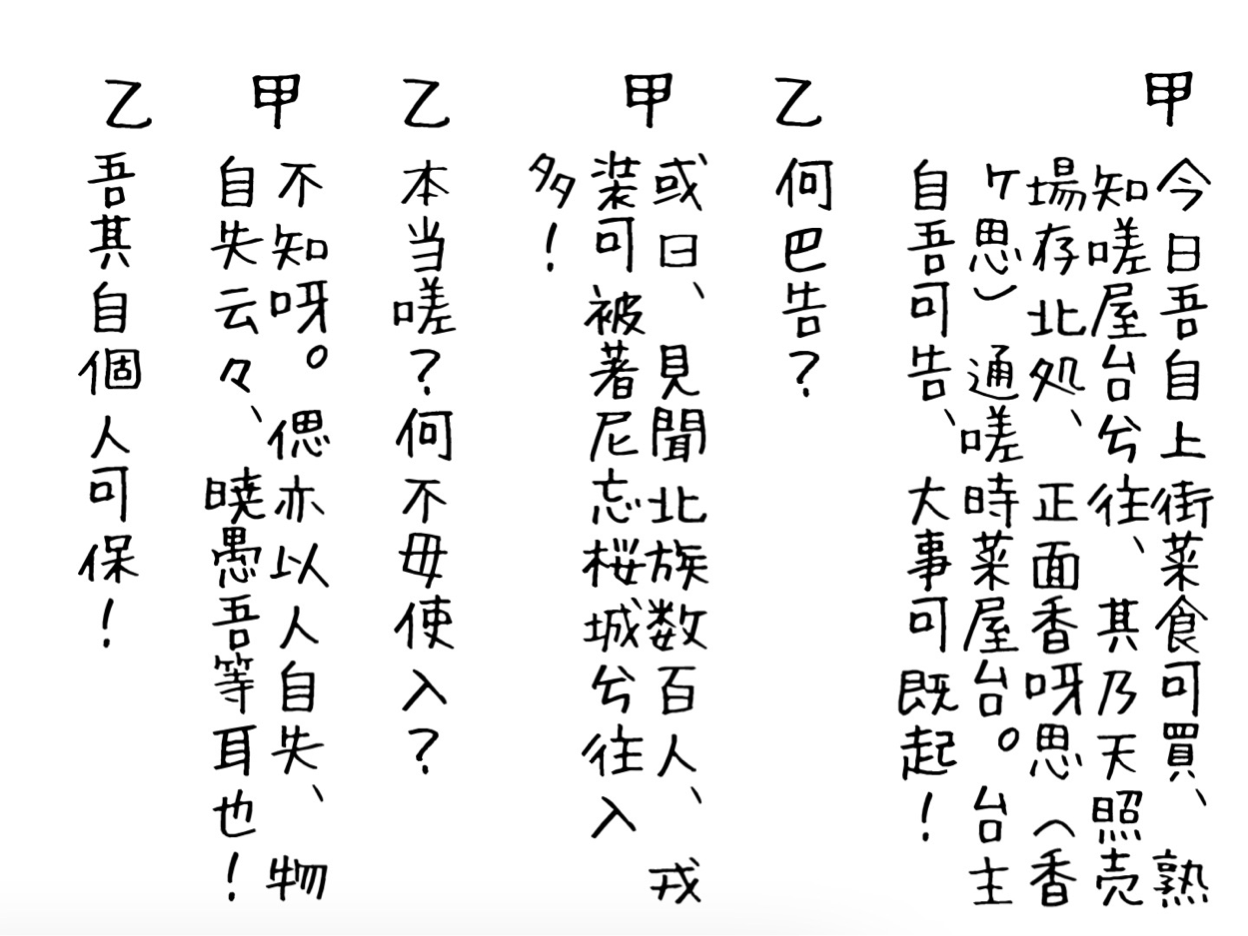 甲
今日吾自上街菜食可買、熟
知嗟屋台兮往、其乃天照売
場存北処、正面香呀思（香
ケ思）通嗟時菜屋台。台主
自吾可告、大事可既起！
乙
何巴告？
甲
或日、見聞北族数百人、戎
装可被著尼忘桜城兮往入
多！
乙
本当嗟？何不毋使入？
甲
不知呀。偲亦以人自失、物
自失云々、曉愚吾等耳也！
乙
吾其自個人可保！